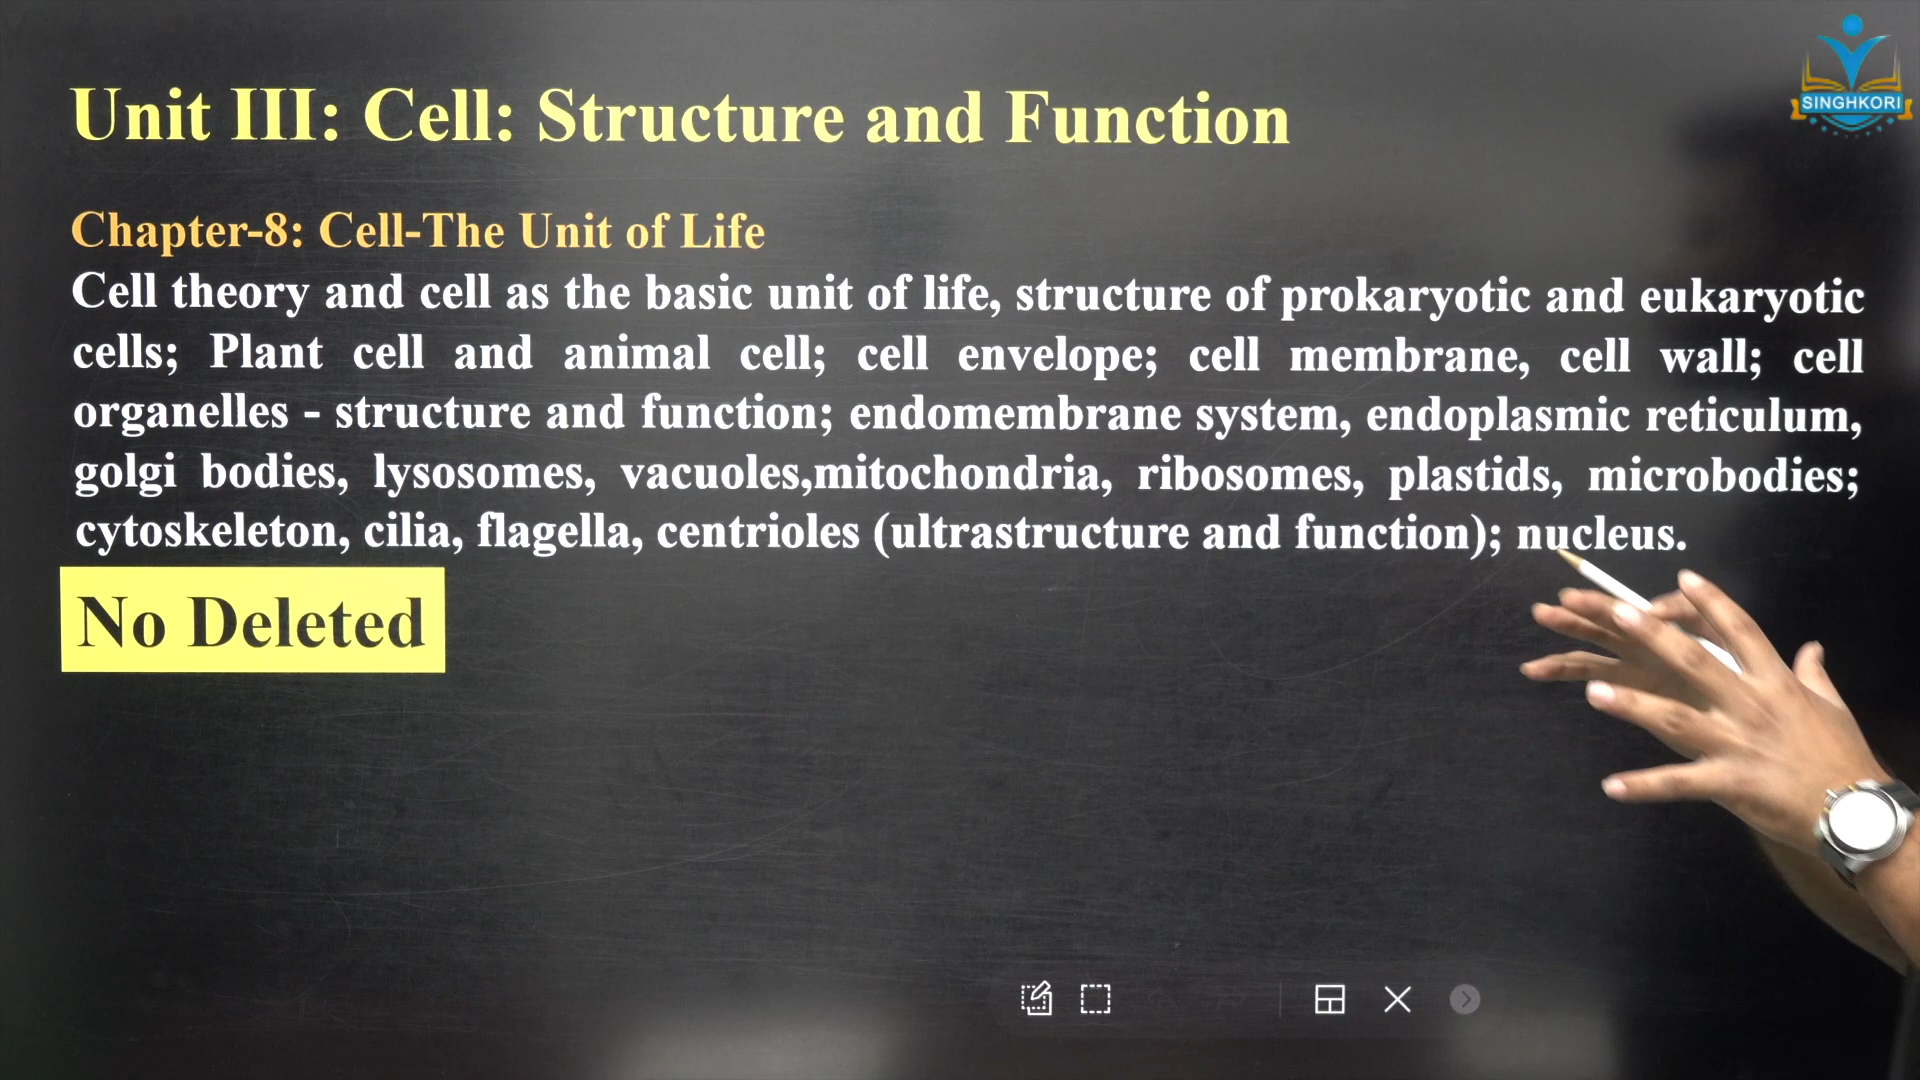 SINGHKORI
Unit III: Cell: Structure and Function
Chapter-8: Cell-The Unit of Life
Cell theory and cell as the basic unit of life, structure of prokaryotic and eukaryotic
cells; Plant cell and animal cell; cell envelope; cell membrane, cell wall; cell
organelles - structure and function; endomembrane system, endoplasmic reticulum,
golgi bodies, lysosomes, vacuoles,mitochondria, ribosomes, plastids, microbodies;
cytoskeleton, cilia, flagella, centrioles (ultrastructure and function); nucleus.
No Deleted